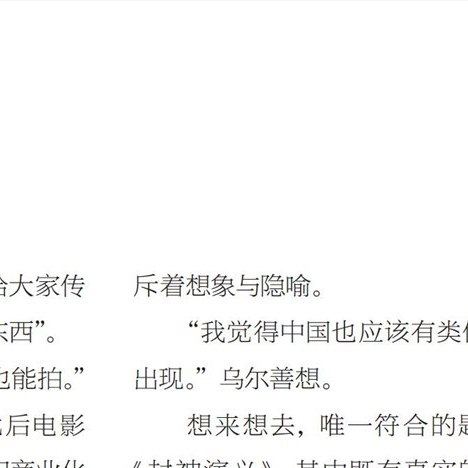 大家传
东西”。
也能拍。”
后电影
斥着想象与隐喻。
“我觉得中国也应该有类
出现。”乌尔善想。
想来想去，唯一符合的是